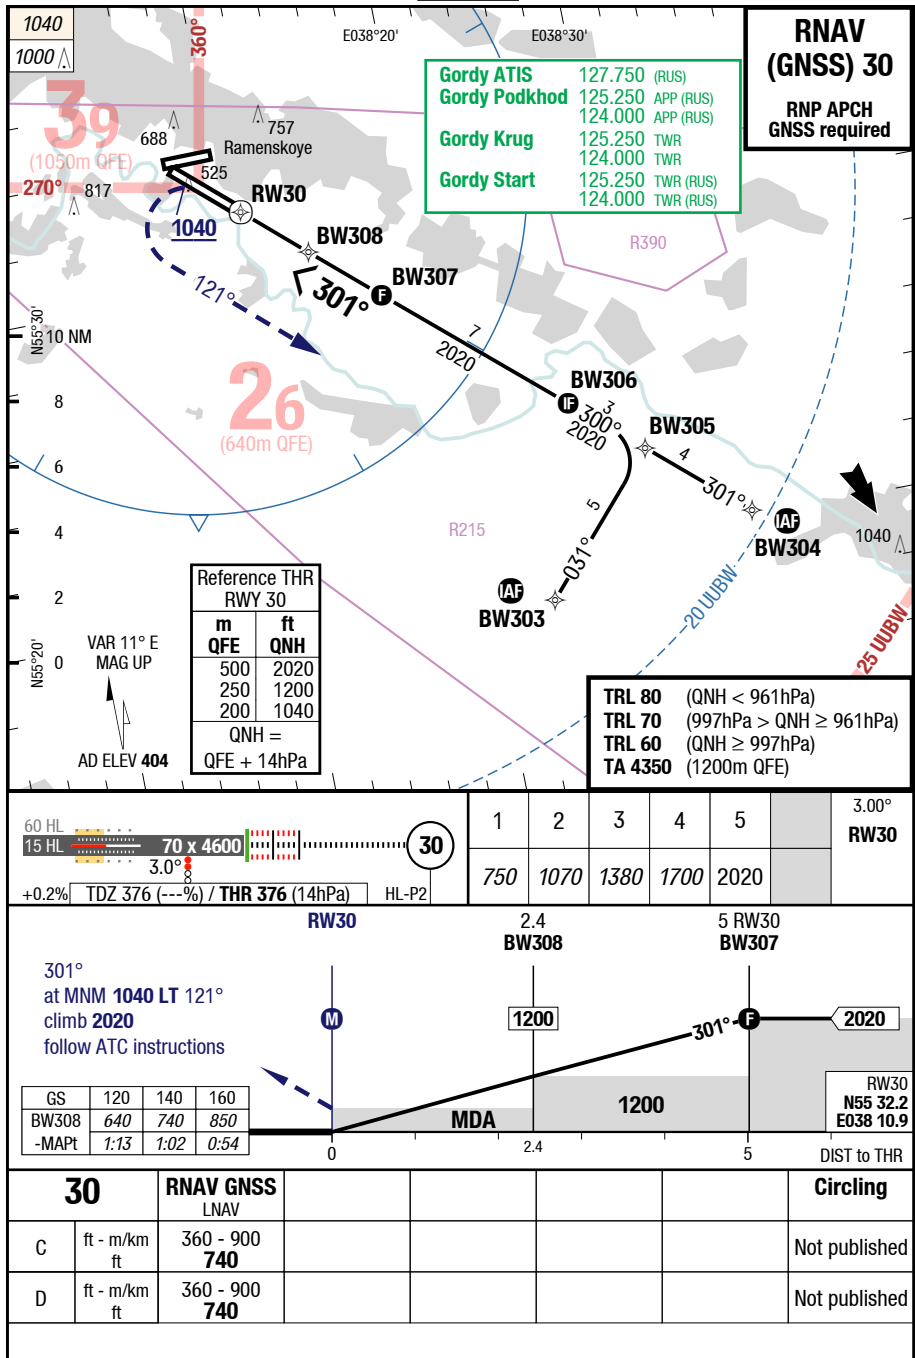 1040
1000
360°
E038°20'
E038°30'
RNAV
(GNSS) 30
RNP APCH
GNSS required
Gordy ATIS 127.750 (RUS)
Gordy Podkhod 125.250 APP (RUS)
124.000 APP (RUS)
Gordy Krug 125.250 TWR
124.000 TWR
Gordy Start 125.250 TWR (RUS)
124.000 TWR (RUS)
39
(1050m QFE)
688
757
Ramenskoye
525
270°
817
RW30
1040
BW308
R390
121°
301°
F
BW307
N55°30'
10 NM
7
2020
26
(640m QFE)
BW306
IF
3
300°
2020
BW305
4
301°
8
6
4
2
0
R215
5
031°
IAF
BW304
1040
IAF
BW303
20 UUBW
25 UUBW
N55°20'
VAR 11° E
MAG UP
AD ELEV 404
Reference THR
RWY 30
m ft
QFE QNH
500 2020
250 1200
200 1040
QNH =
QFE + 14hPa
TRL 80 (QNH < 961hPa)
TRL 70 (997hPa > QNH ≥ 961hPa)
TRL 60 (QNH ≥ 997hPa)
TA 4350 (1200m QFE)
60 HL
15 HL
70 x 4600
30
3.0°
+0.2% TDZ 376 (---%) / THR 376 (14hPa) HL-P2
1 2 3 4 5 3.00°
RW30
750 1070 1380 1700 2020
RW30
2.4
BW308
5 RW30
BW307
301°
at MNM 1040 LT 121°
climb 2020
follow ATC instructions
M
1200
301°
F
2020
GS 120 140 160
BW308 640 740 850
-MAPt 1:13 1:02 0:54
MDA
1200
RW30
N55 32.2
E038 10.9
0
2.4
5
DIST to THR
30 RNAV GNSS Circling
LNAV
C ft - m/km 360 - 900 Not published
ft 740
D ft - m/km 360 - 900 Not published
ft 740